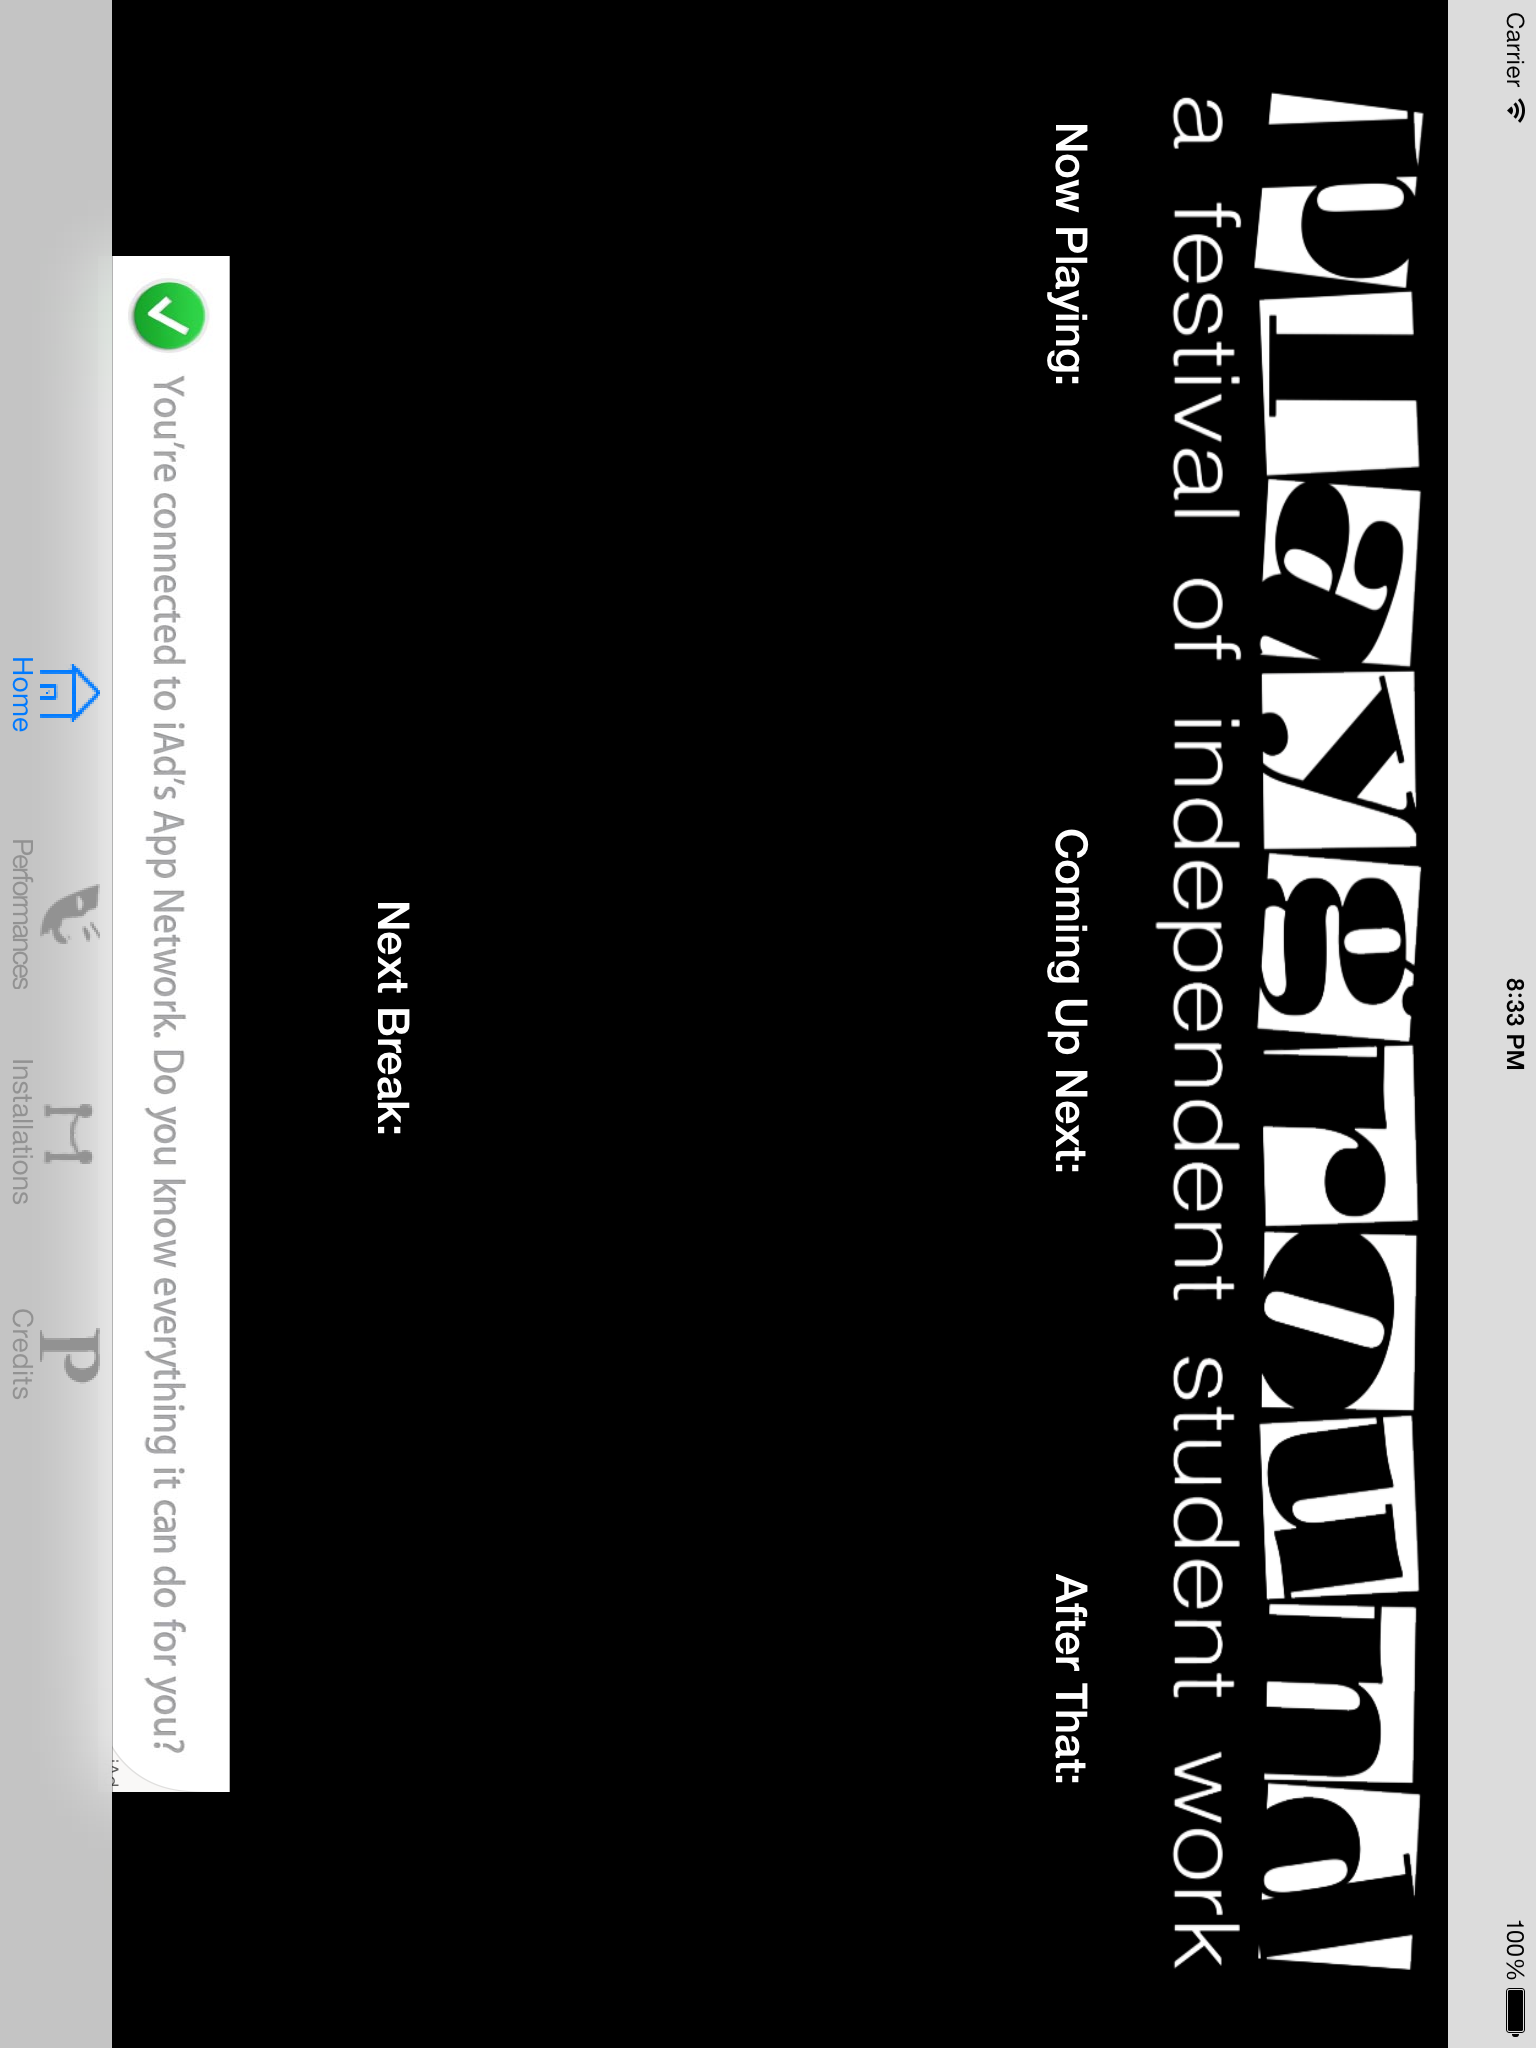 Carrier 8:33 PM 100%
playground
a festival of independent student work
Now Playing: Coming Up Next: After That:
Next Break:
You're connected to iAd's App Network. Do you know everything it can do for you?
iAd
P
Home Performances Installations Credits